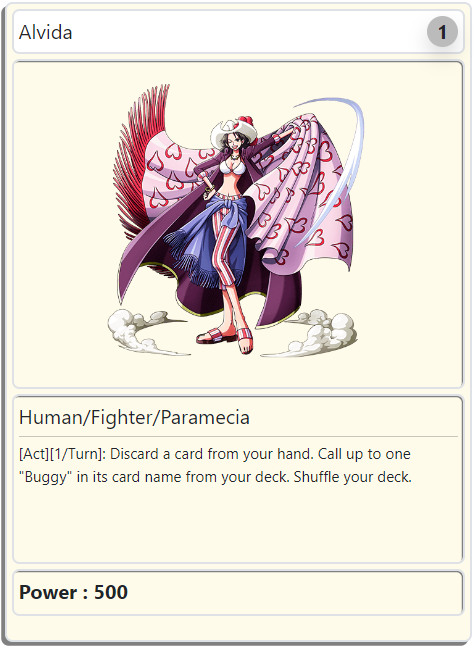 Alvida
1
Human/Fighter/Paramecia
[Act][1/Turn]: Discard a card from your hand. Call up to one
"Buggy" in its card name from your deck. Shuffle your deck.
Power : 500